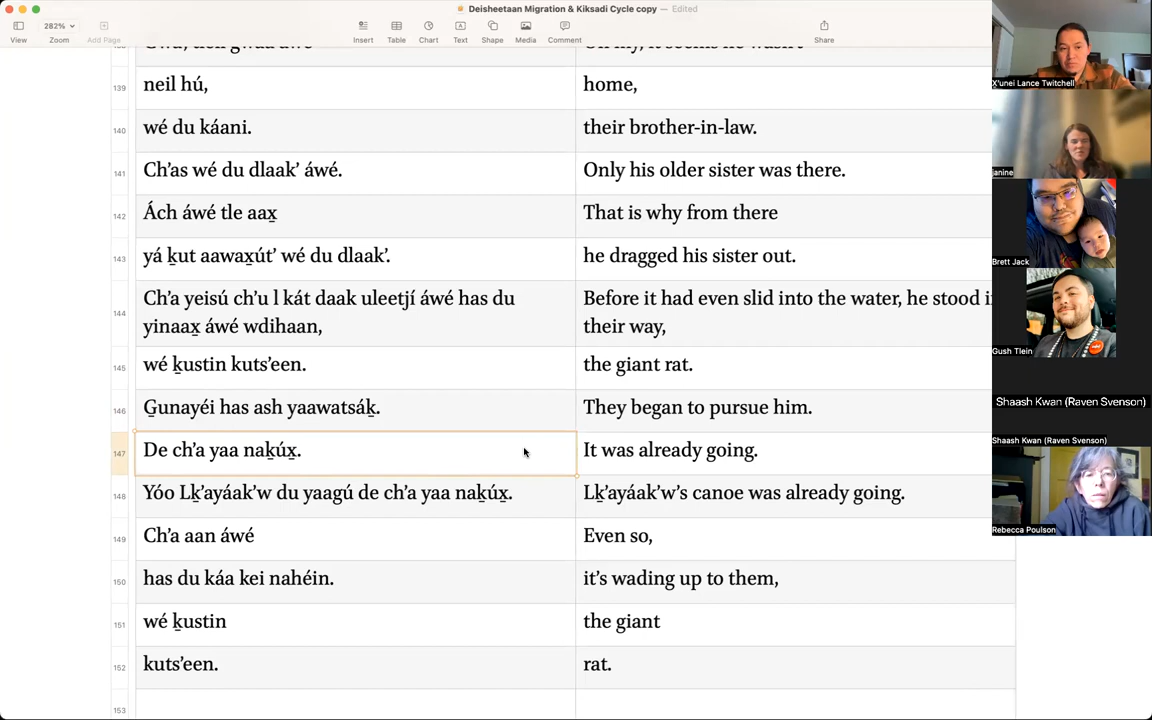 Deisheetaan Migration & Kiksadi Cycle copy — Edited
282%
View Zoom Add Page Insert Table Chart Text Shape Media Comment Share
139 neil hú, home,
140 wé du káani. their brother-in-law.
141 Ch’as wé du dlaak’ áwé. Only his older sister was there.
142 Ách áwé tle aax̱ That is why from there
143 yá ḵut aawax̱út’ wé du dlaak’. he dragged his sister out.
144 Ch’a yeisú ch’u l kát daak uleetjí áwé has du Before it had even slid into the water, he stood
yinaax̱ áwé wdihaan, their way,
145 wé ḵustin kuts’een. the giant rat.
146 G̱unayéi has ash yaawatsáḵ. They began to pursue him.
147 De ch’a yaa naḵúx̱. It was already going.
148 Yóo Lḵ’ayáak’w du yaagú de ch’a yaa naḵúx̱. Lḵ’ayáak’w’s canoe was already going.
149 Ch’a aan áwé Even so,
150 has du káa kei nahéin. it’s wading up to them,
151 wé ḵustin the giant
152 kuts’een. rat.
153
X̱'unei Lance Twitchell
janine
Brett Jack
Gush Tlein
Shaash Kwan (Raven Svenson)
Shaash Kwan (Raven Svenson)
Rebecca Poulson